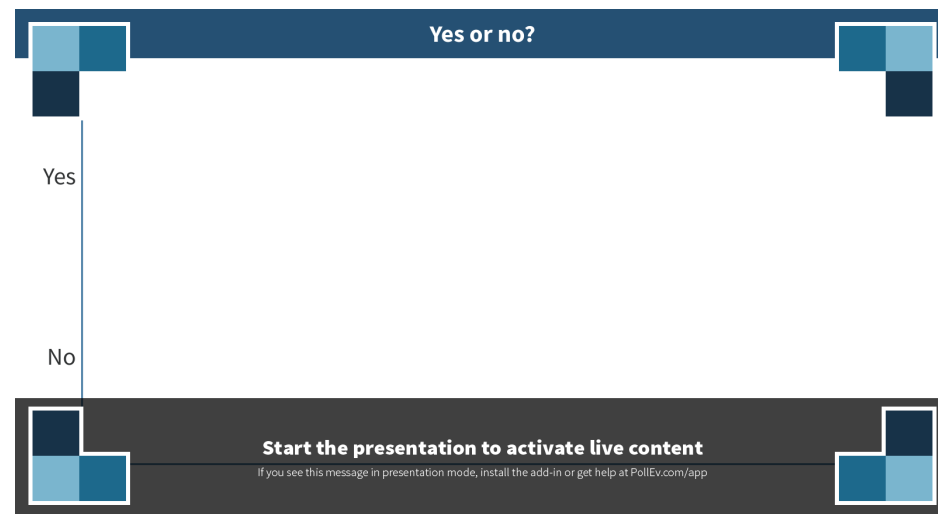 Yes or no?
Yes
No
Start the presentation to activate live content
If you see this message in presentation mode, install the add-in or get help at PollEv.com/app